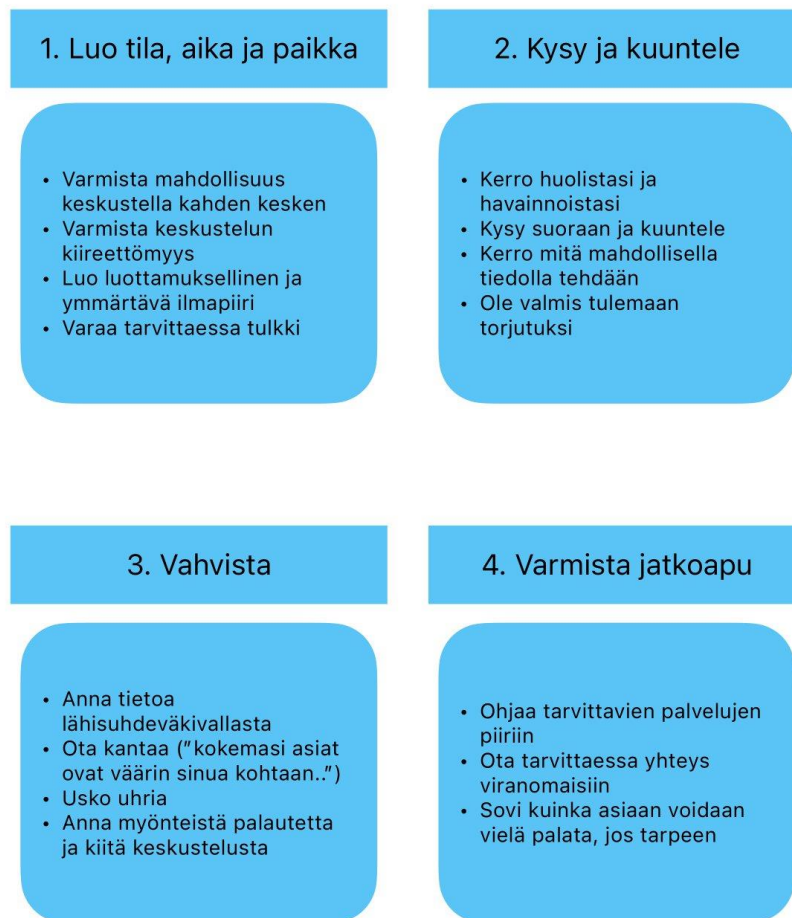 1. Luo tila, aika ja paikka
• Varmista mahdollisuus
keskustella kahden kesken
• Varmista keskustelun
kiireettömyys
• Luo luottamuksellinen ja
ymmärtävä ilmapiiri
• Varaa tarvittaessa tulkki
2. Kysy ja kuuntele
• Kerro huolistasi ja
havainnoistasi
• Kysy suoraan ja kuuntele
• Kerro mitä mahdollisella
tiedolla tehdään
• Ole valmis tulemaan
torjutuksi
3. Vahvista
• Anna tietoa
lähisuhdeväkivallasta
• Ota kantaa (”kokemasi asiat
ovat väärin sinua kohtaan..”)
• Usko uhria
• Anna myönteistä palautetta
ja kiitä keskustelusta
4. Varmista jatkoapu
• Ohjaa tarvittavien palvelujen
piiriin
• Ota tarvittaessa yhteys
viranomaisiin
• Sovi kuinka asiaan voidaan
vielä palata, jos tarpeen